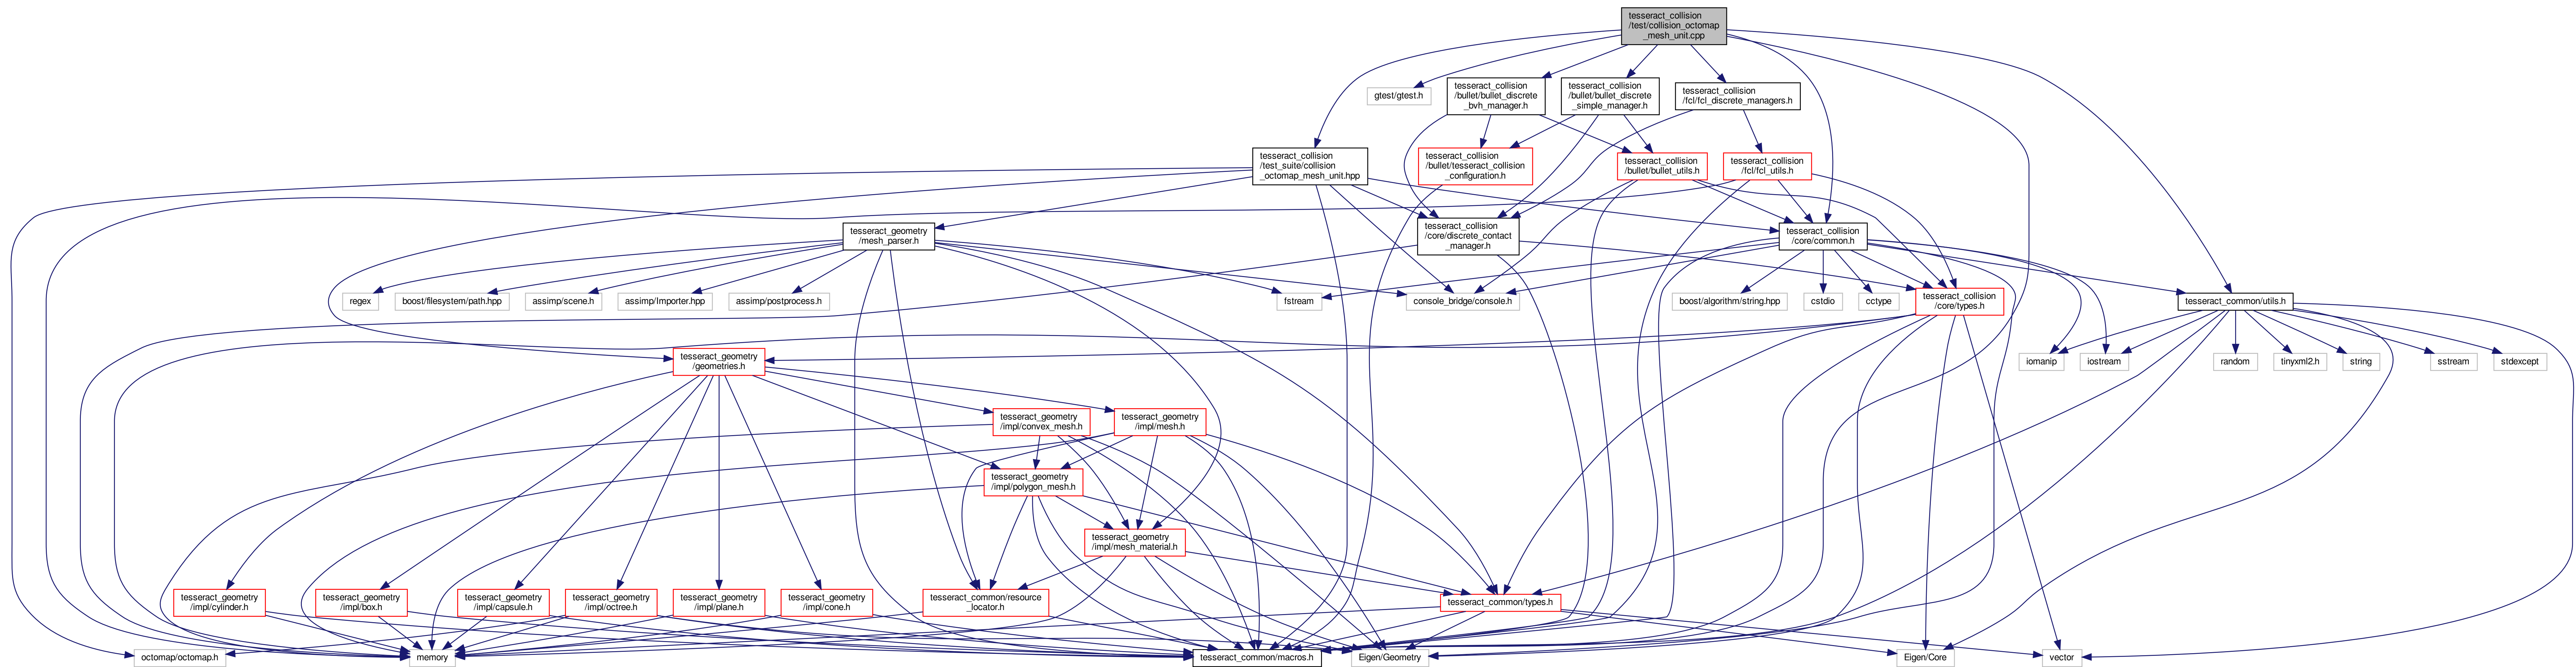 tesseract_collision
/test/collision_octomap
_mesh_unit.cpp
gtest/gtest.h
tesseract_collision
/bullet/bullet_discrete
_bvh_manager.h
tesseract_collision
/bullet/bullet_discrete
_simple_manager.h
tesseract_collision
/fcl/fcl_discrete_managers.h
tesseract_collision
/test_suite/collision
_octomap_mesh_unit.hpp
tesseract_collision
/bullet/tesseract_collision
_configuration.h
tesseract_collision
/bullet/bullet_utils.h
tesseract_collision
/fcl/fcl_utils.h
tesseract_geometry
/mesh_parser.h
tesseract_collision
/core/discrete_contact
_manager.h
tesseract_collision
/core/common.h
regex
boost/filesystem/path.hpp
assimp/scene.h
assimp/Importer.hpp
assimp/postprocess.h
fstream
console_bridge/console.h
boost/algorithm/string.hpp
cstdio
cctype
tesseract_collision
/core/types.h
tesseract_common/utils.h
tesseract_geometry
/geometries.h
iomanip
iostream
random
tinyxml2.h
string
sstream
stdexcept
tesseract_geometry
/impl/convex_mesh.h
tesseract_geometry
/impl/mesh.h
tesseract_geometry
/impl/polygon_mesh.h
tesseract_geometry
/impl/mesh_material.h
tesseract_geometry
/impl/cylinder.h
tesseract_geometry
/impl/box.h
tesseract_geometry
/impl/capsule.h
tesseract_geometry
/impl/octree.h
tesseract_geometry
/impl/plane.h
tesseract_geometry
/impl/cone.h
tesseract_common/resource
_locator.h
tesseract_common/types.h
octomap/octomap.h
memory
tesseract_common/macros.h
Eigen/Geometry
Eigen/Core
vector